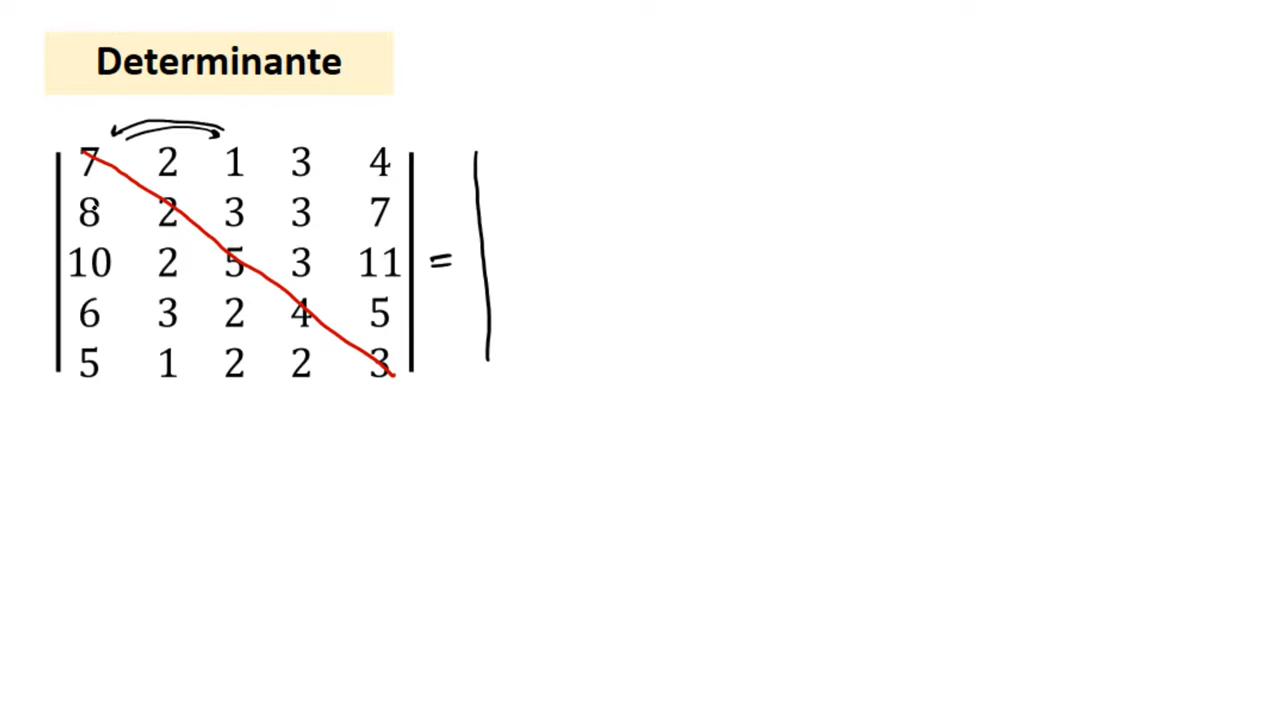 Determinante
7 2 1 3 4
8 2 3 3 7
10 2 5 3 11 =
6 3 2 4 5
5 1 2 2 3